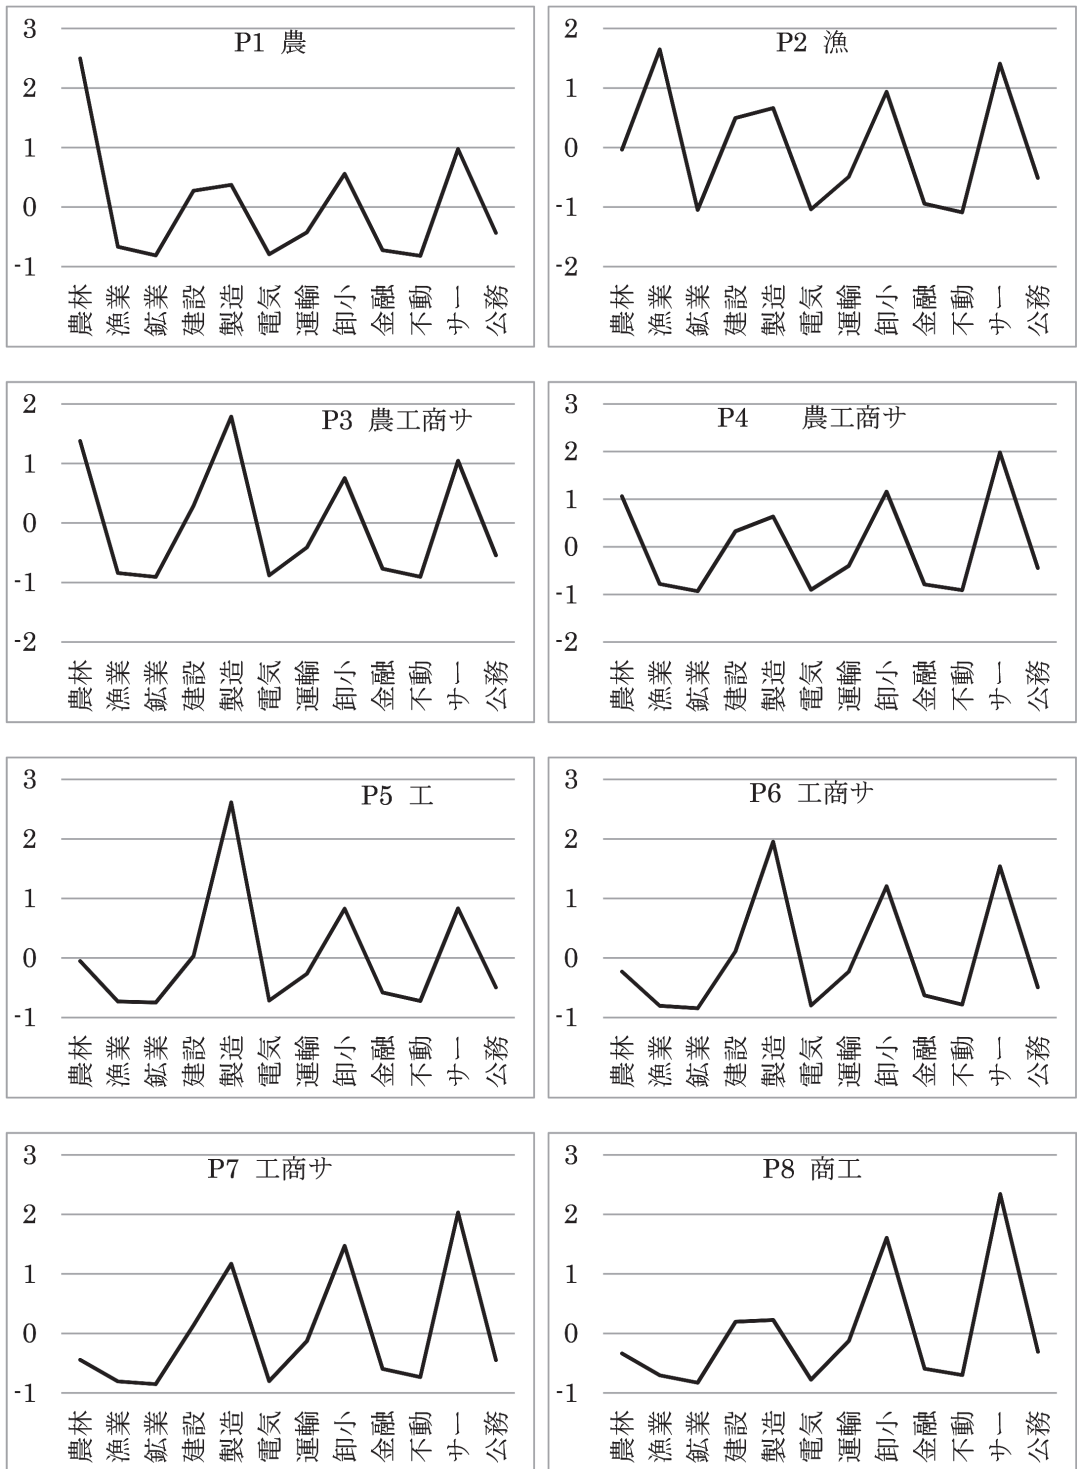 P1 農
3
2
1
0
-1
農林 漁業 鉱業 建設 製造 電気 運輸 卸小 金融 不動 サー 公務
P2 漁
2
1
0
-1
-2
農林 漁業 鉱業 建設 製造 電気 運輸 卸小 金融 不動 サー 公務
P3 農工商サ
2
1
0
-1
-2
農林 漁業 鉱業 建設 製造 電気 運輸 卸小 金融 不動 サー 公務
P4 農工商サ
3
2
1
0
-1
-2
農林 漁業 鉱業 建設 製造 電気 運輸 卸小 金融 不動 サー 公務
P5 工
3
2
1
0
-1
農林 漁業 鉱業 建設 製造 電気 運輸 卸小 金融 不動 サー 公務
P6 工商サ
3
2
1
0
-1
農林 漁業 鉱業 建設 製造 電気 運輸 卸小 金融 不動 サー 公務
P7 工商サ
3
2
1
0
-1
農林 漁業 鉱業 建設 製造 電気 運輸 卸小 金融 不動 サー 公務
P8 商工
3
2
1
0
-1
農林 漁業 鉱業 建設 製造 電気 運輸 卸小 金融 不動 サー 公務